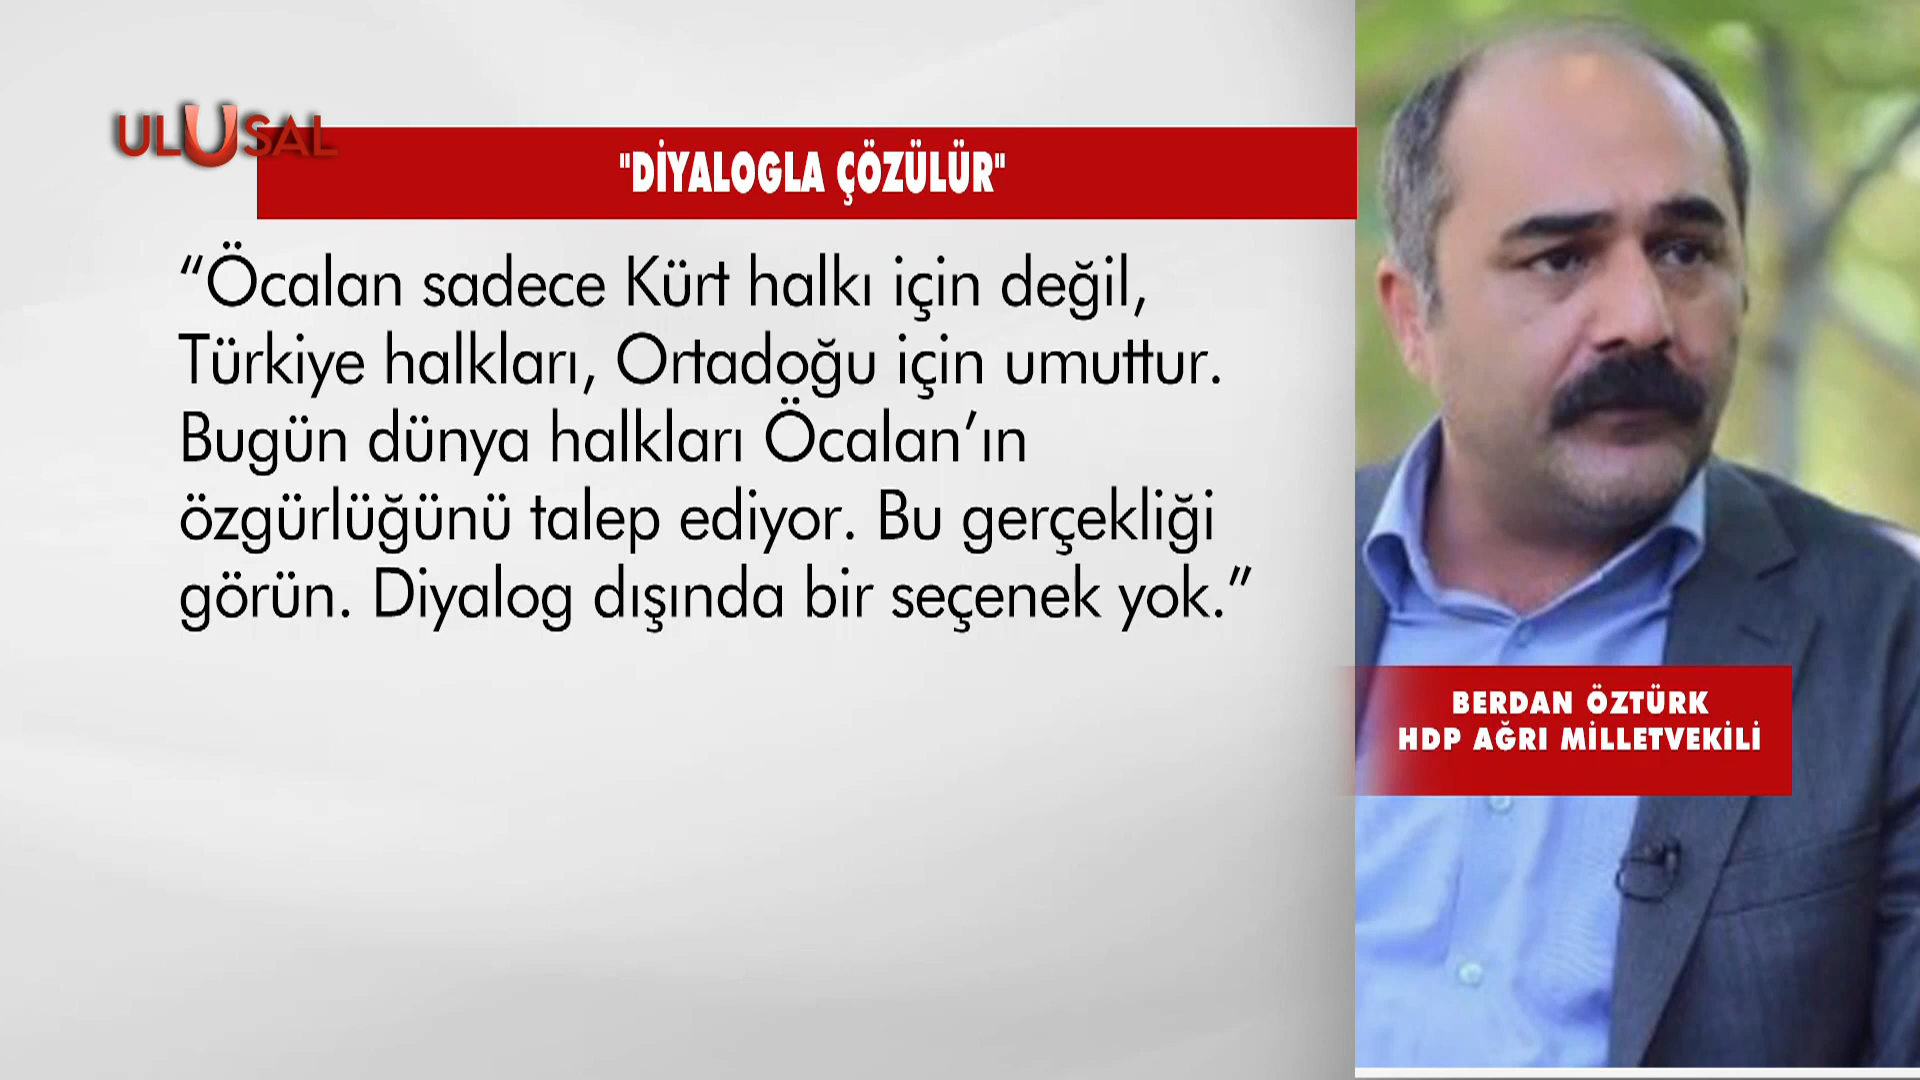 ULUSAL
"DİYALOGLA ÇÖZÜLÜR"
“Öcalan sadece Kürt halkı için değil,
Türkiye halkları, Ortadoğu için umuttur.
Bugün dünya halkları Öcalan’ın
özgürlüğünü talep ediyor. Bu gerçekliği
görün. Diyalog dışında bir seçenek yok.”
BERDAN ÖZTÜRK
HDP AĞRI MİLLETVEKİLİ